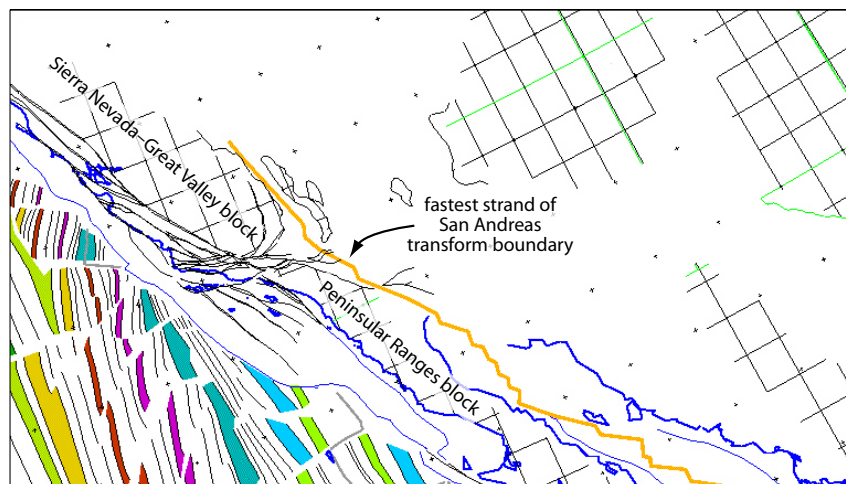 Sierra Nevada–Great Valley block
fastest strand of
San Andreas
transform boundary
Peninsular Ranges block